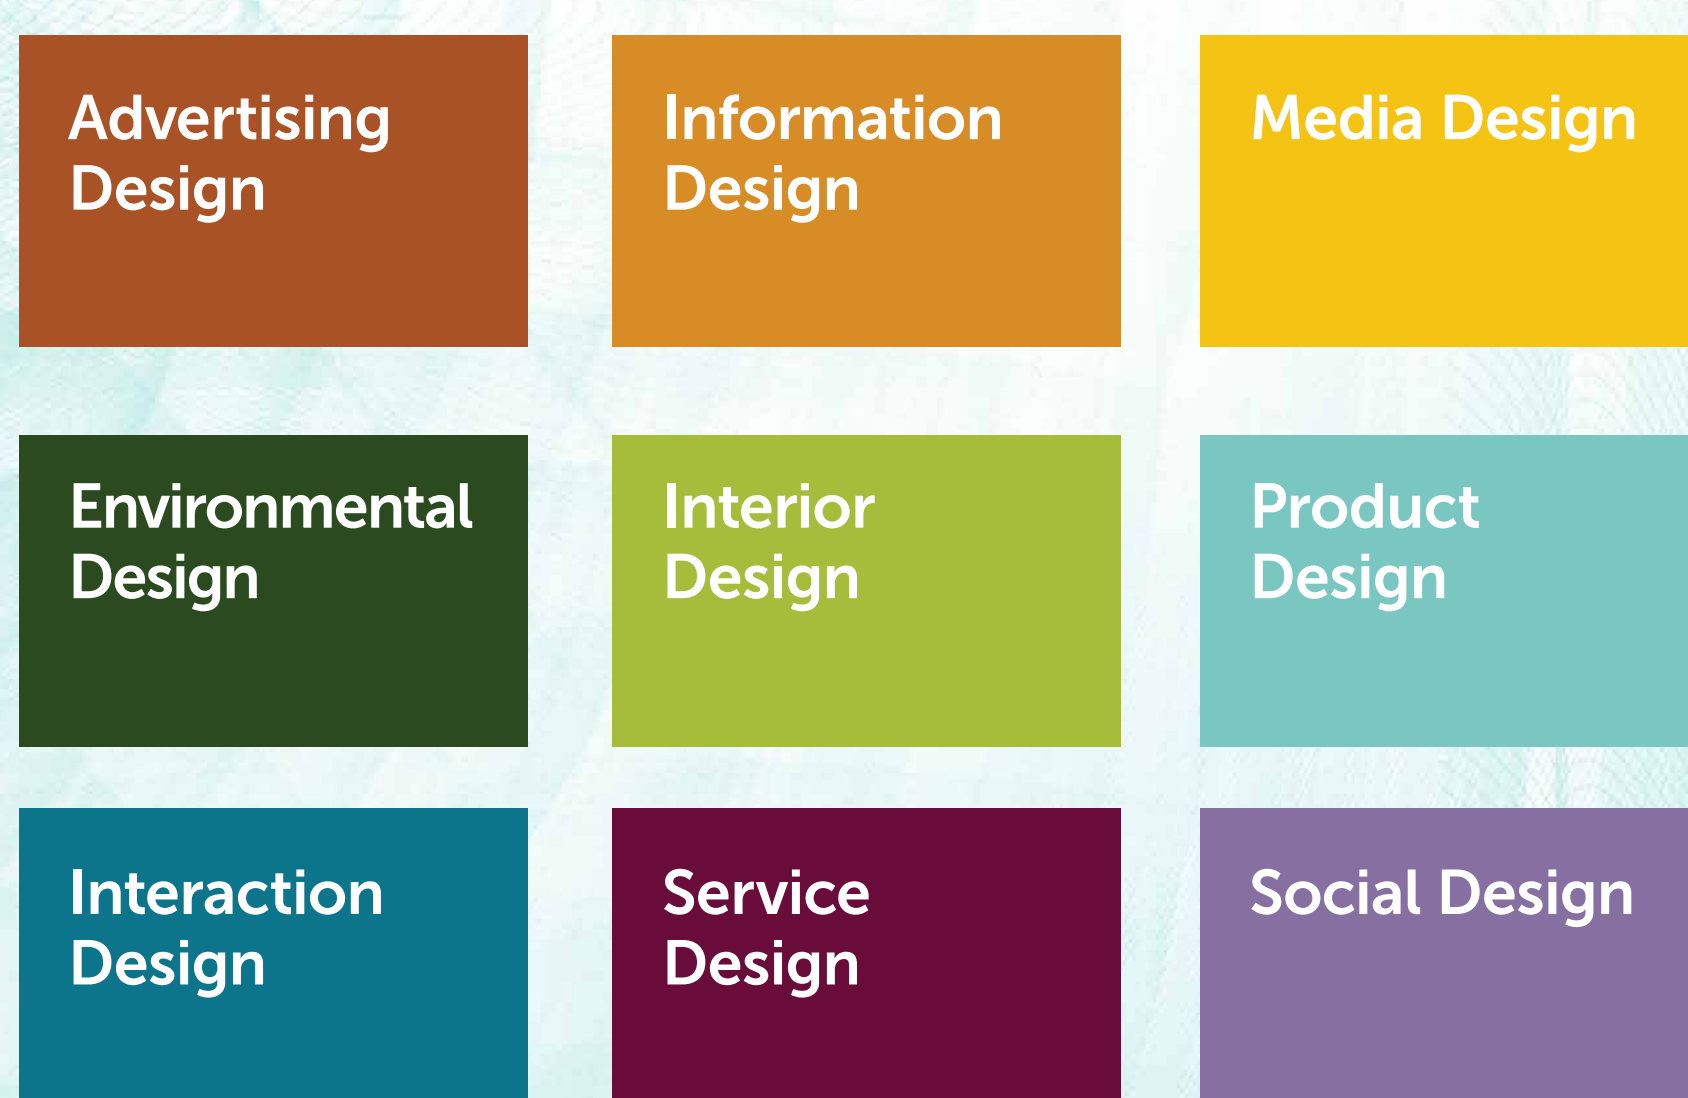 Advertising
Design
Information
Design
Media Design
Environmental
Design
Interior
Design
Product
Design
Interaction
Design
Service
Design
Social Design